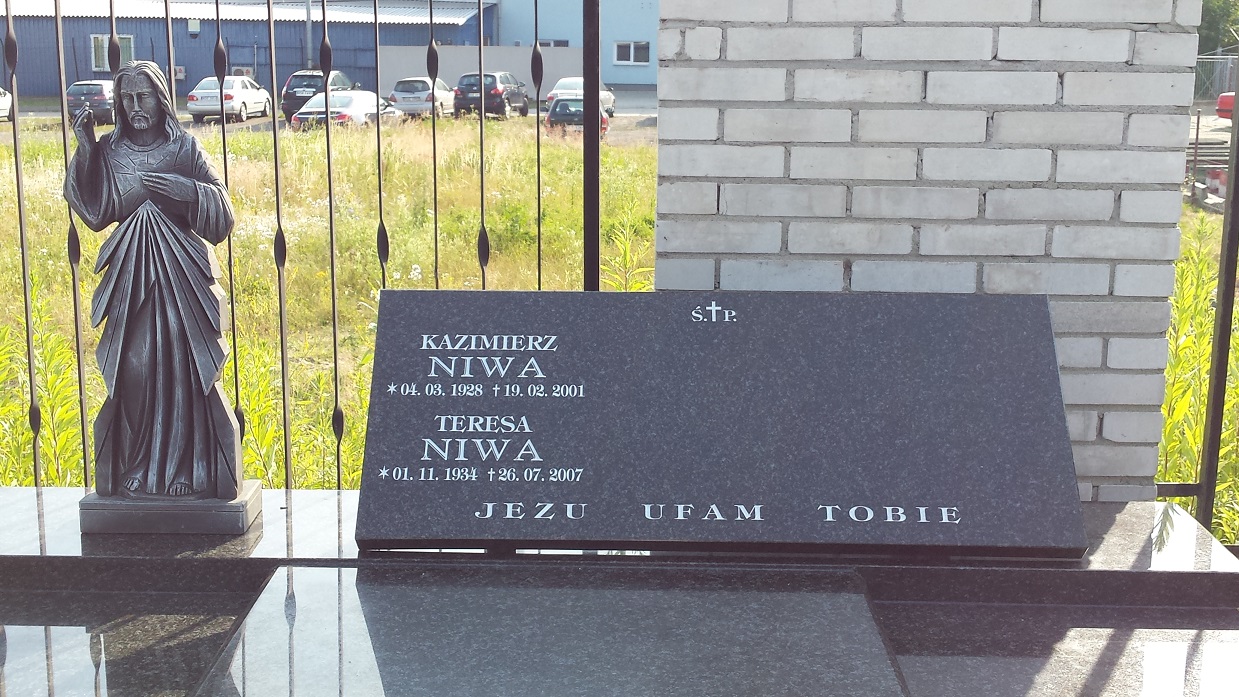 Ś.✝P.
KAZIMIERZ
NIWA
✶04. 03. 1928 ✝19. 02. 2001
TERESA
NIWA
✶01. 11. 1934 ✝26. 07. 2007
JEZU UFAM TOBIE